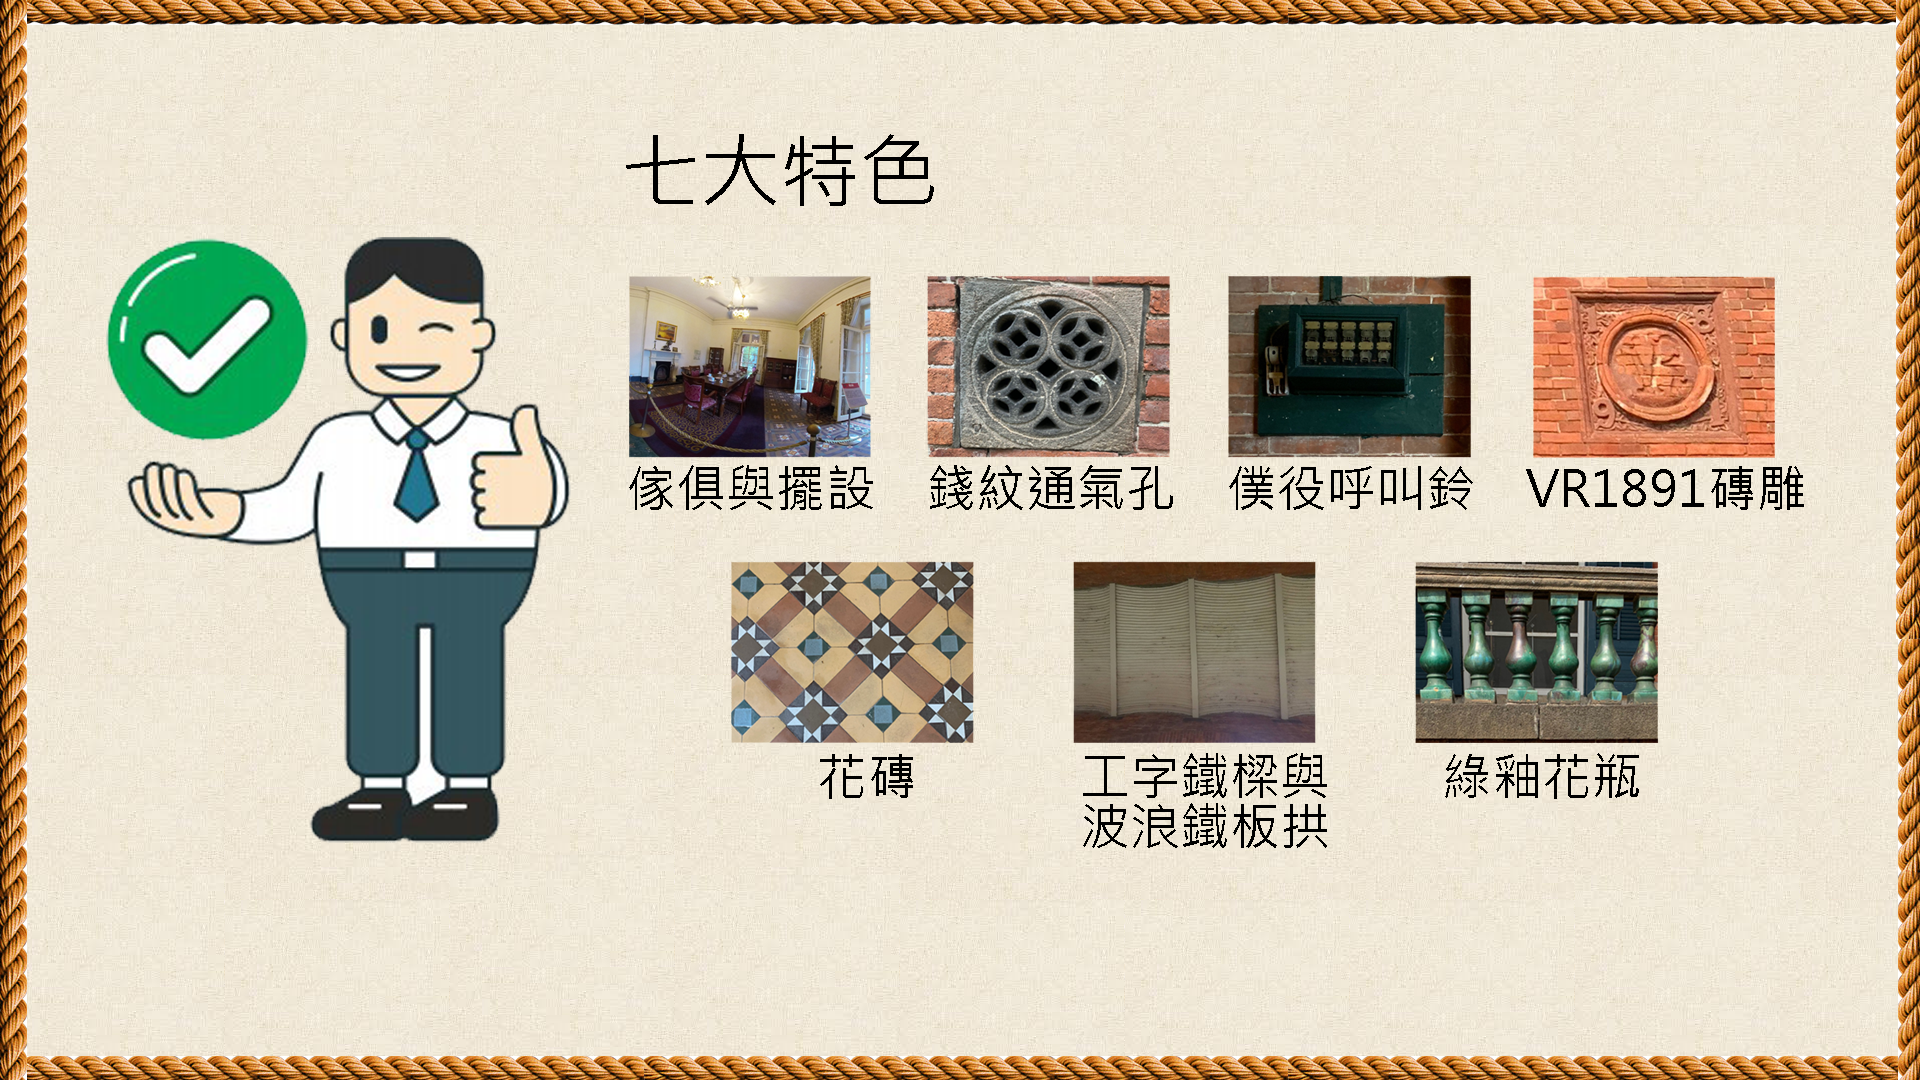 七大特色
傢俱與擺設
錢紋通氣孔
僕役呼叫鈴
VR1891磚雕
花磚
工字鐵樑與
波浪鐵板拱
綠釉花瓶